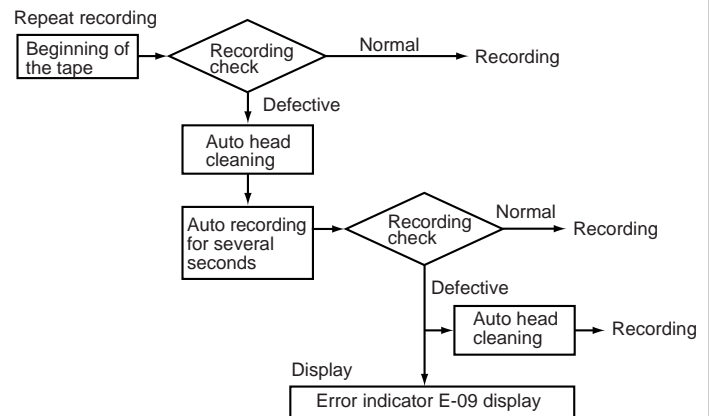 Repeat recording
Beginning of
the tape
Recording
check
Normal
Recording
Defective
Auto head
cleaning
Auto recording
for several
seconds
Recording
check
Normal
Recording
Defective
Auto head
cleaning
Recording
Display
Error indicator E-09 display